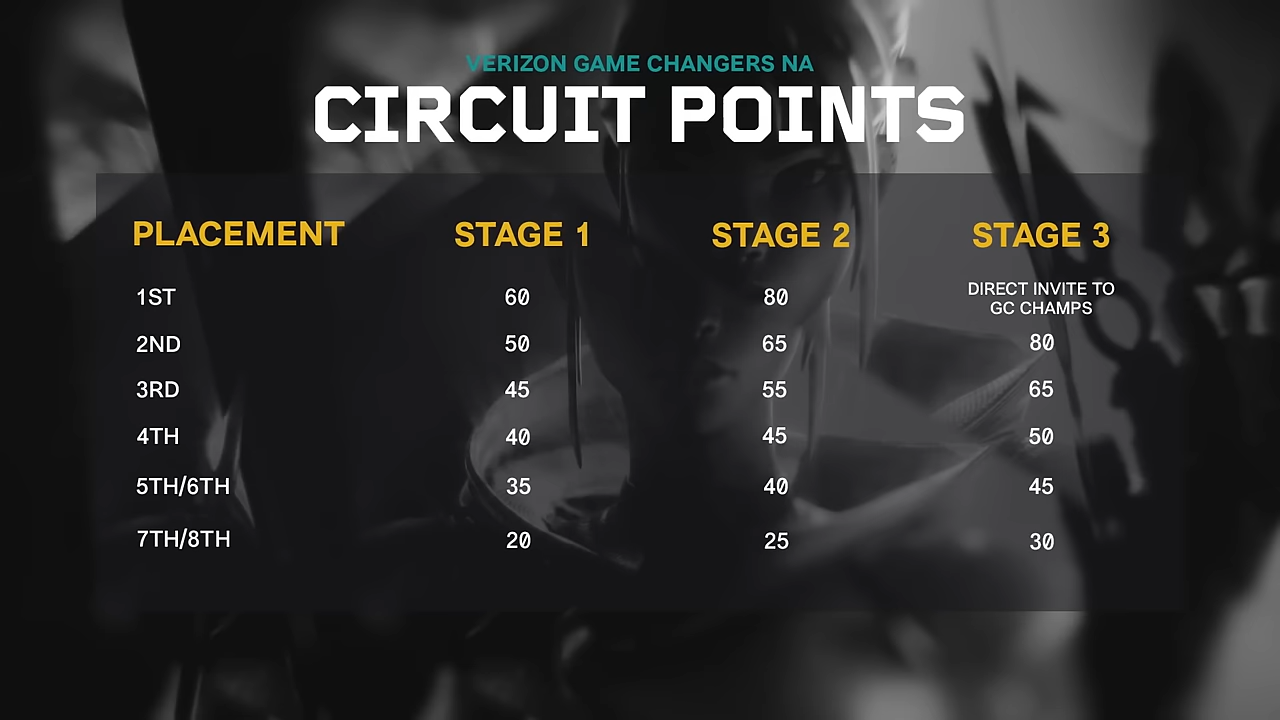 VERIZON GAME CHANGERS NA
CIRCUIT POINTS
PLACEMENT STAGE 1 STAGE 2 STAGE 3
1ST 60 80 DIRECT INVITE TO
GC CHAMPS
2ND 50 65 80
3RD 45 55 65
4TH 40 45 50
5TH/6TH 35 40 45
7TH/8TH 20 25 30